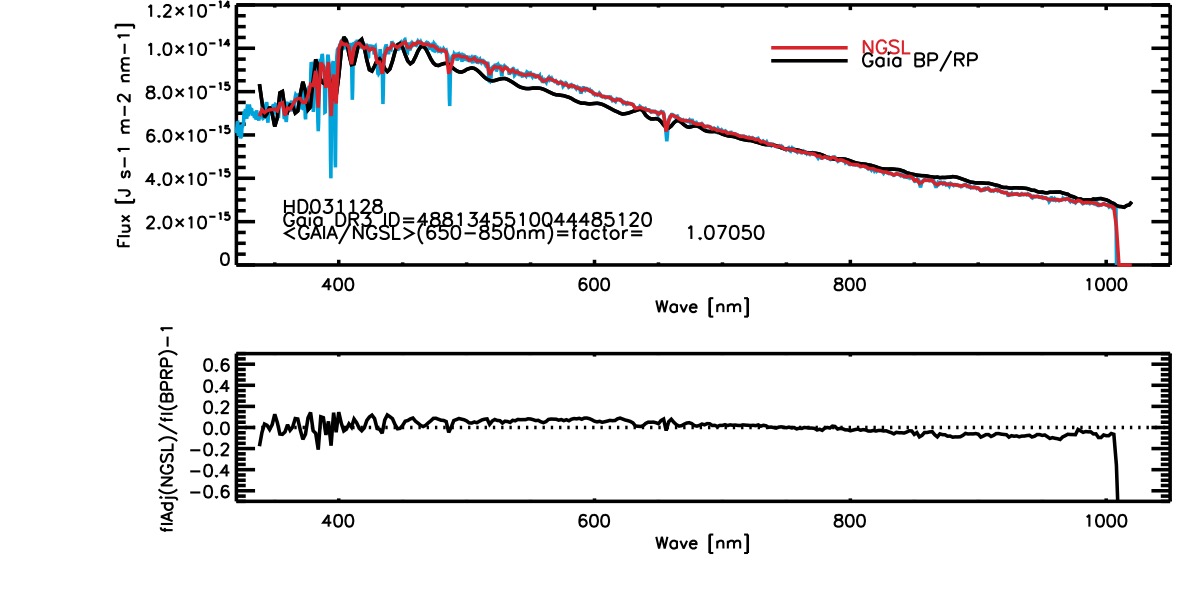 1.2×10⁻¹⁴
1.0×10⁻¹⁴
8.0×10⁻¹⁵
6.0×10⁻¹⁵
4.0×10⁻¹⁵
2.0×10⁻¹⁵
0
Flux [J s−1 m−2 nm−1]
NGSL
Gaia BP/RP
HD031128
Gaia DR3 ID=4881345510044485120
<GAIA/NGSL>(650−850nm)=factor= 1.07050
400 600 800 1000
Wave [nm]
flAdj(NGSL)/fl(BPRP)−1
0.6
0.4
0.2
0.0
−0.2
−0.4
−0.6
400 600 800 1000
Wave [nm]